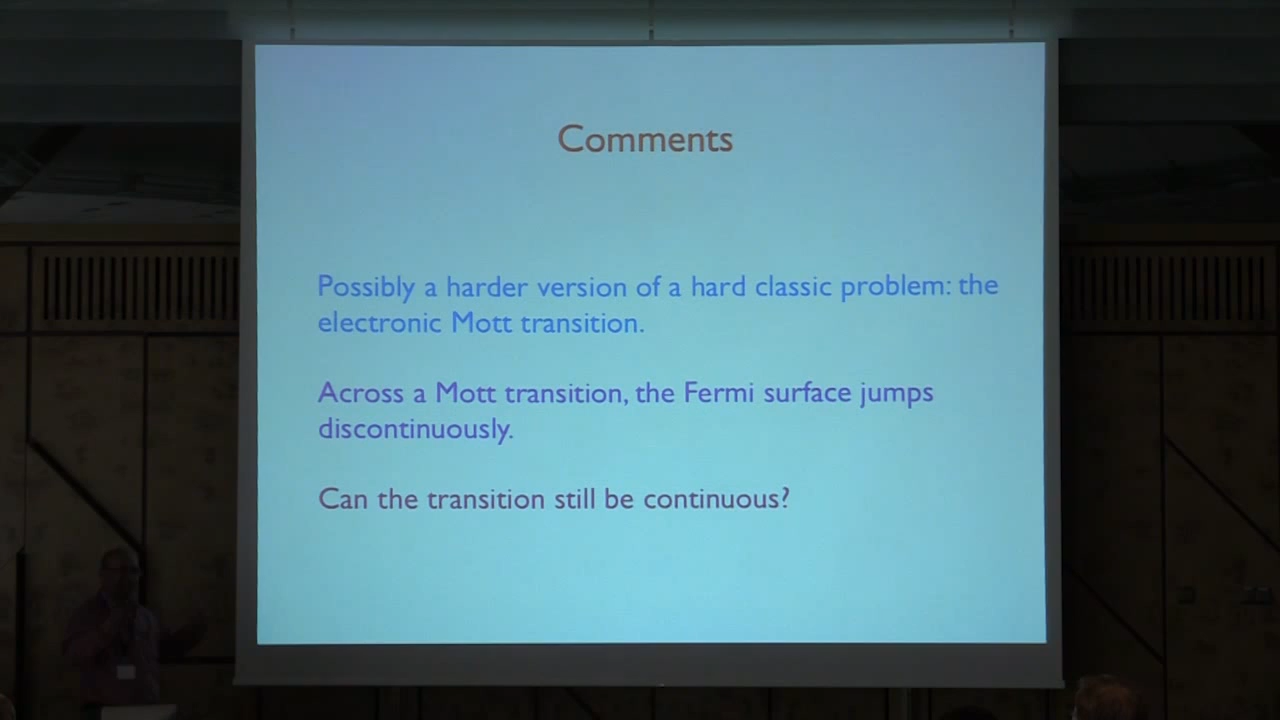 Comments
Possibly a harder version of a hard classic problem: the
electronic Mott transition.
Across a Mott transition, the Fermi surface jumps
discontinuously.
Can the transition still be continuous?